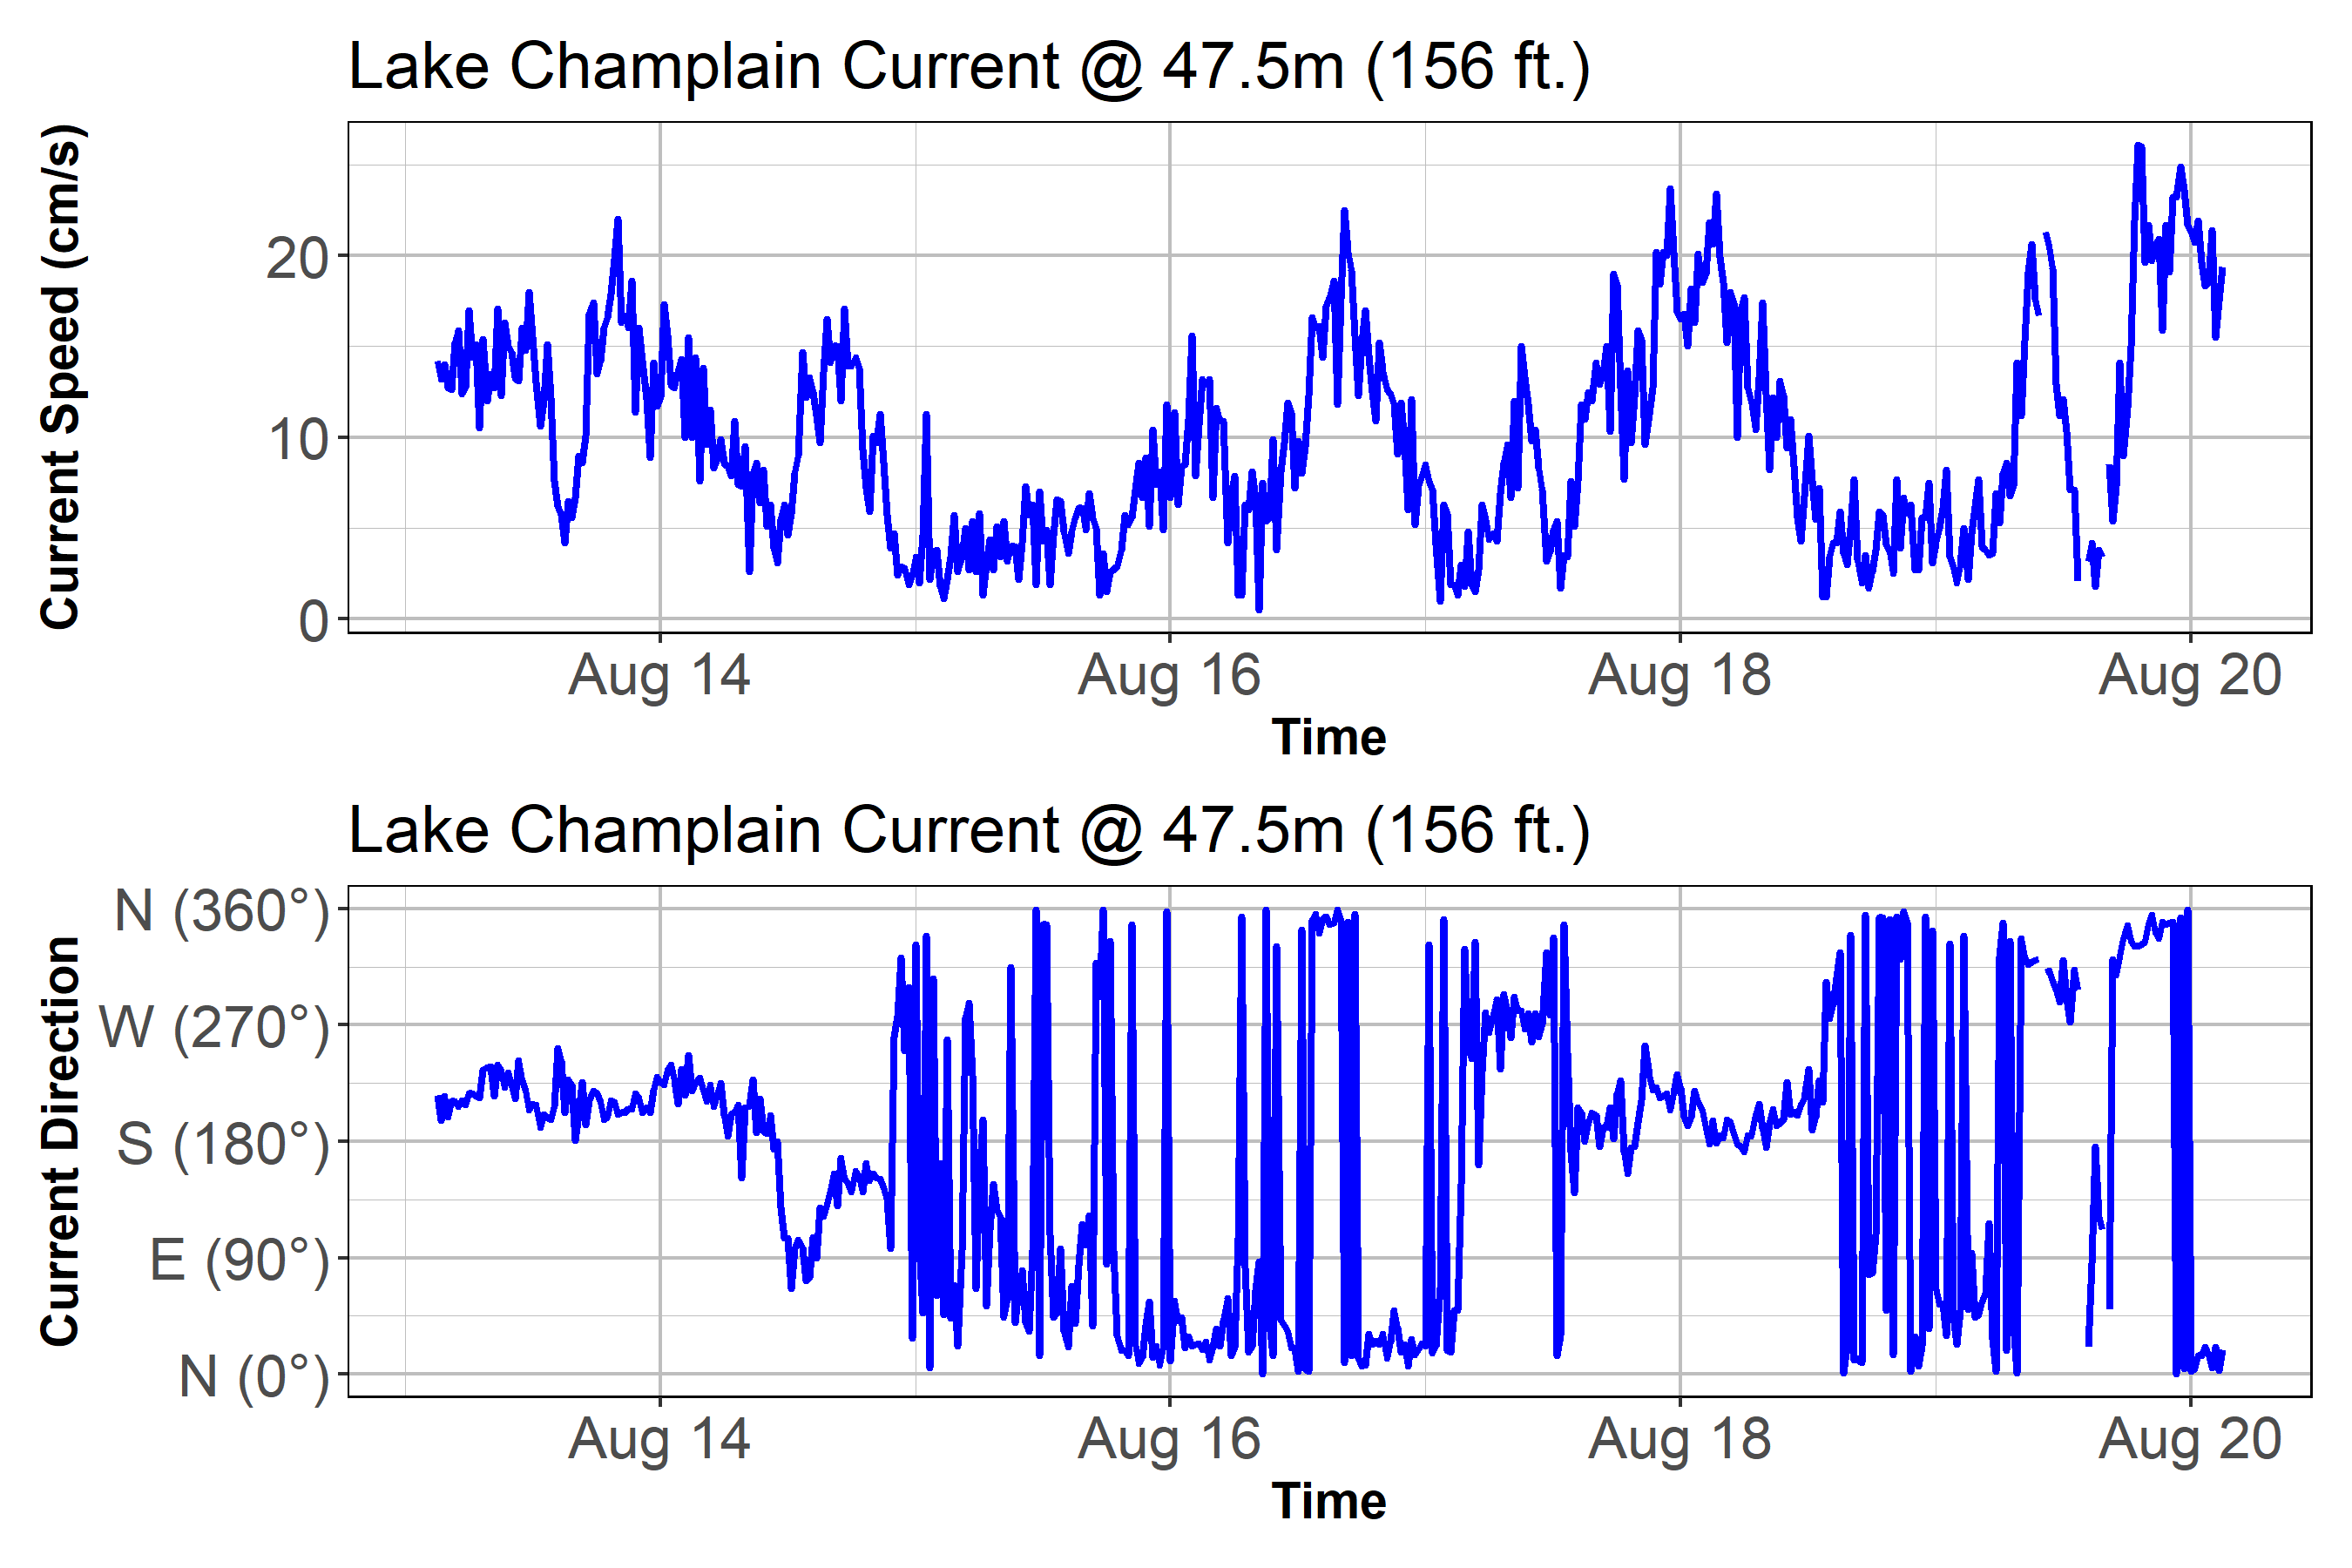 Lake Champlain Current @ 47.5m (156 ft.)
Current Speed (cm/s)
20
10
0
Aug 14 Aug 16 Aug 18 Aug 20
Time
Lake Champlain Current @ 47.5m (156 ft.)
Current Direction
N (360°)
W (270°)
S (180°)
E (90°)
N (0°)
Aug 14 Aug 16 Aug 18 Aug 20
Time